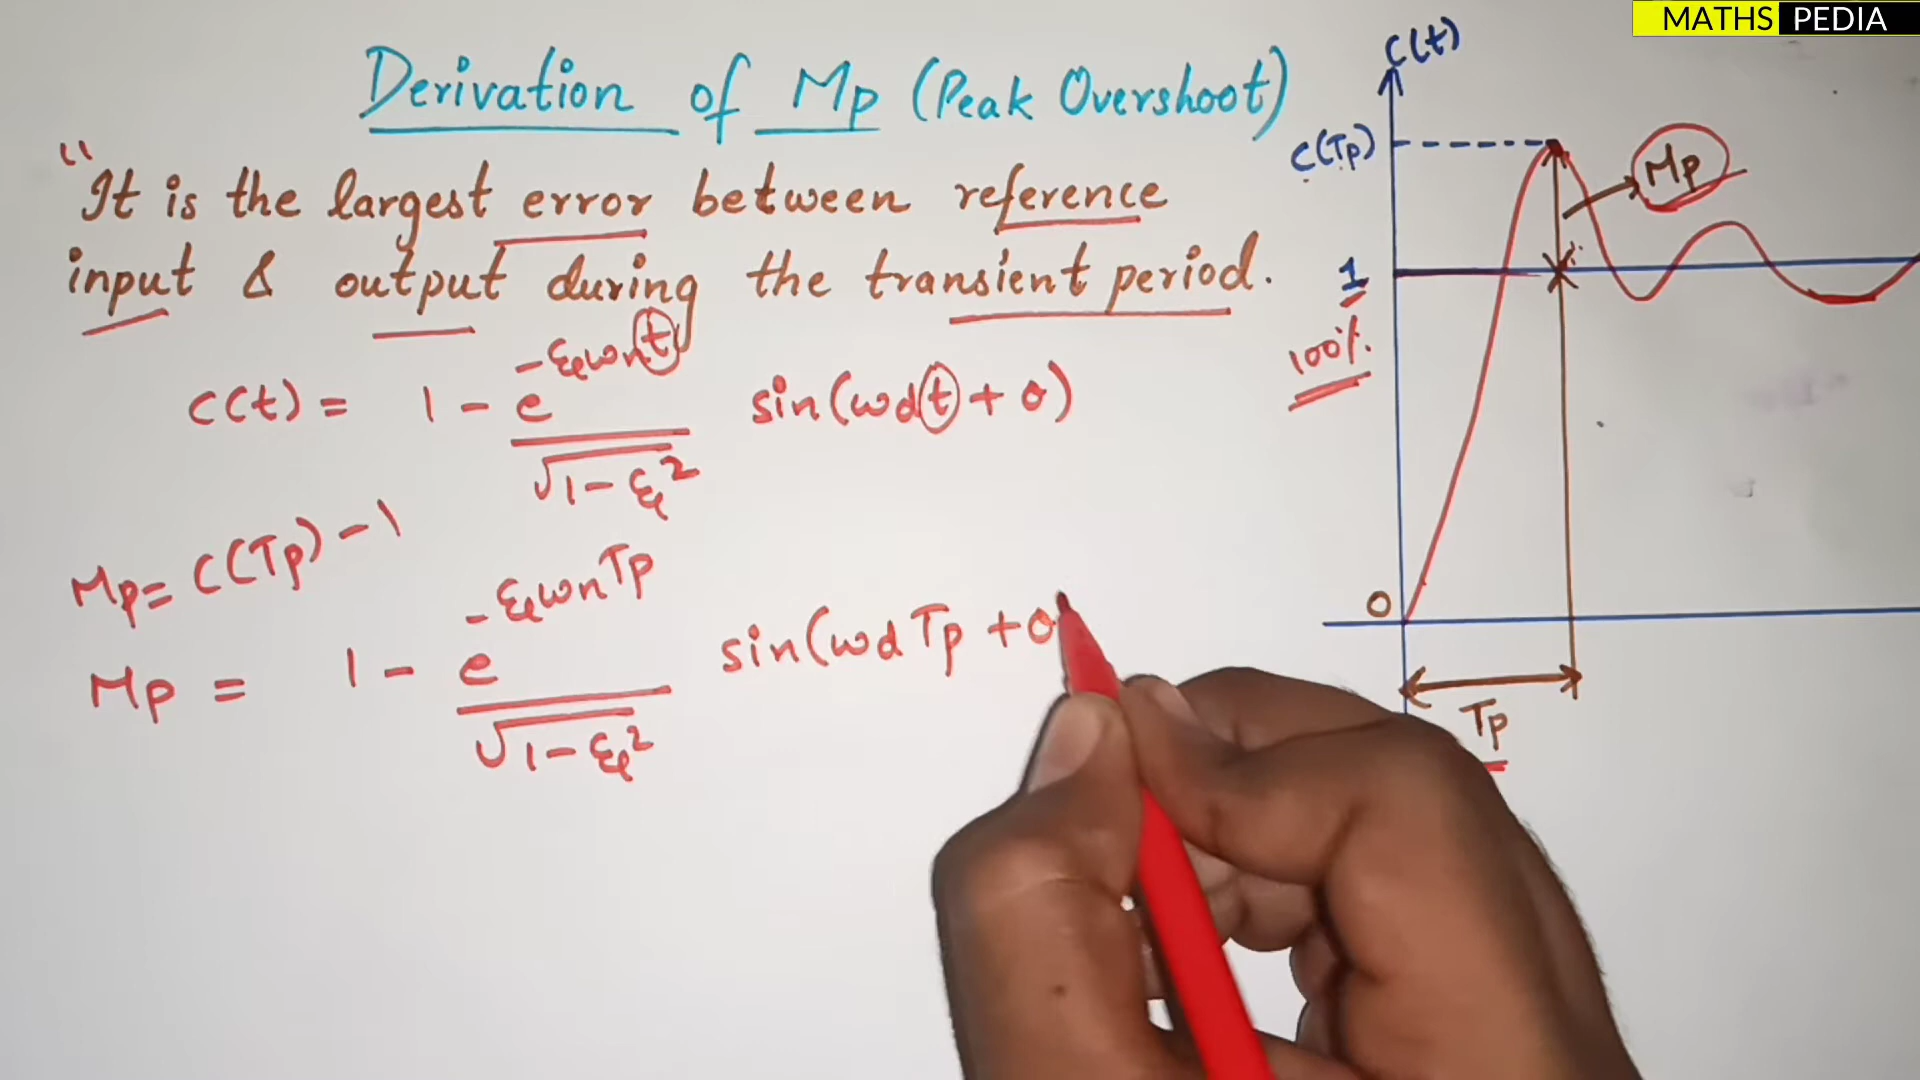 MATHS PEDIA
Derivation of Mp (Peak Overshoot)
"It is the largest error between reference
input & output during the transient period.
C(t) = 1 - e^(-ξωnt) / √(1-ξ²) sin(ωdt + θ)
Mp = C(Tp) - 1
Mp = 1 - e^(-ξωnTp) / √(1-ξ²) sin(ωdTp + θ
C(t)
C(Tp)
Mp
1
100%
0
Tp